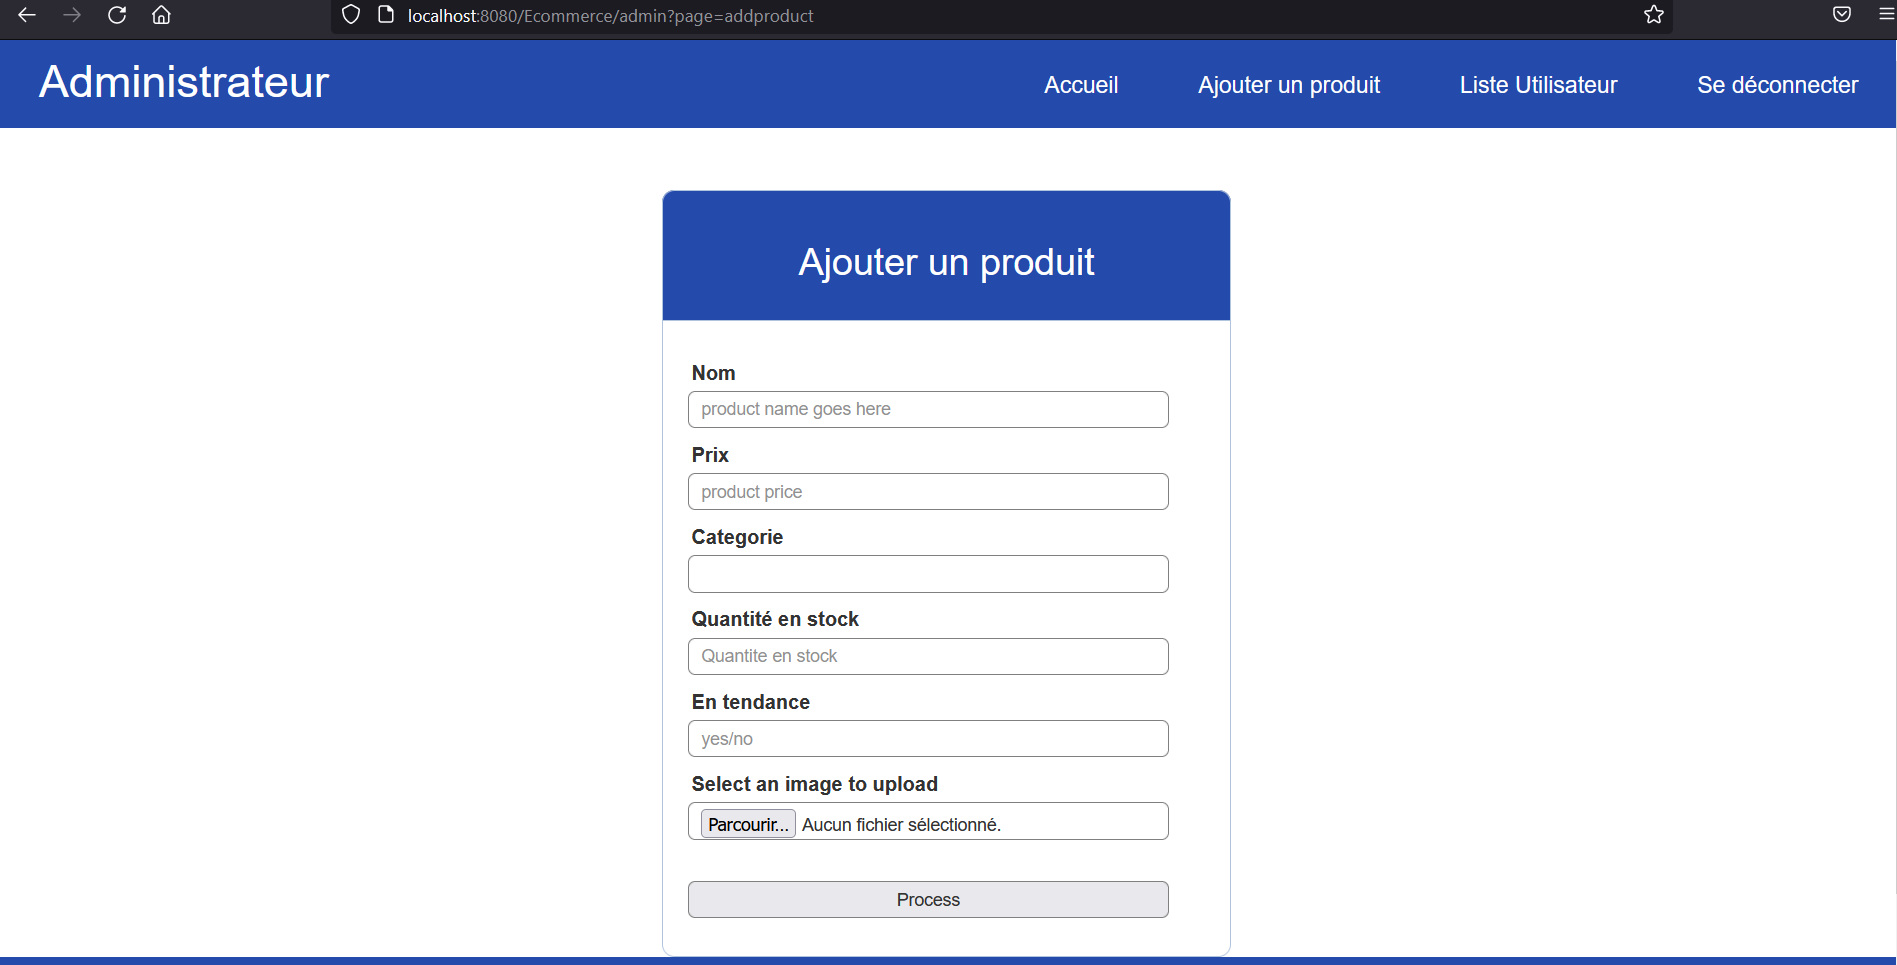 localhost:8080/Ecommerce/admin?page=addproduct
Administrateur Accueil Ajouter un produit Liste Utilisateur Se déconnecter
Ajouter un produit
Nom
product name goes here
Prix
product price
Categorie
Quantité en stock
Quantite en stock
En tendance
yes/no
Select an image to upload
Parcourir... Aucun fichier sélectionné.
Process